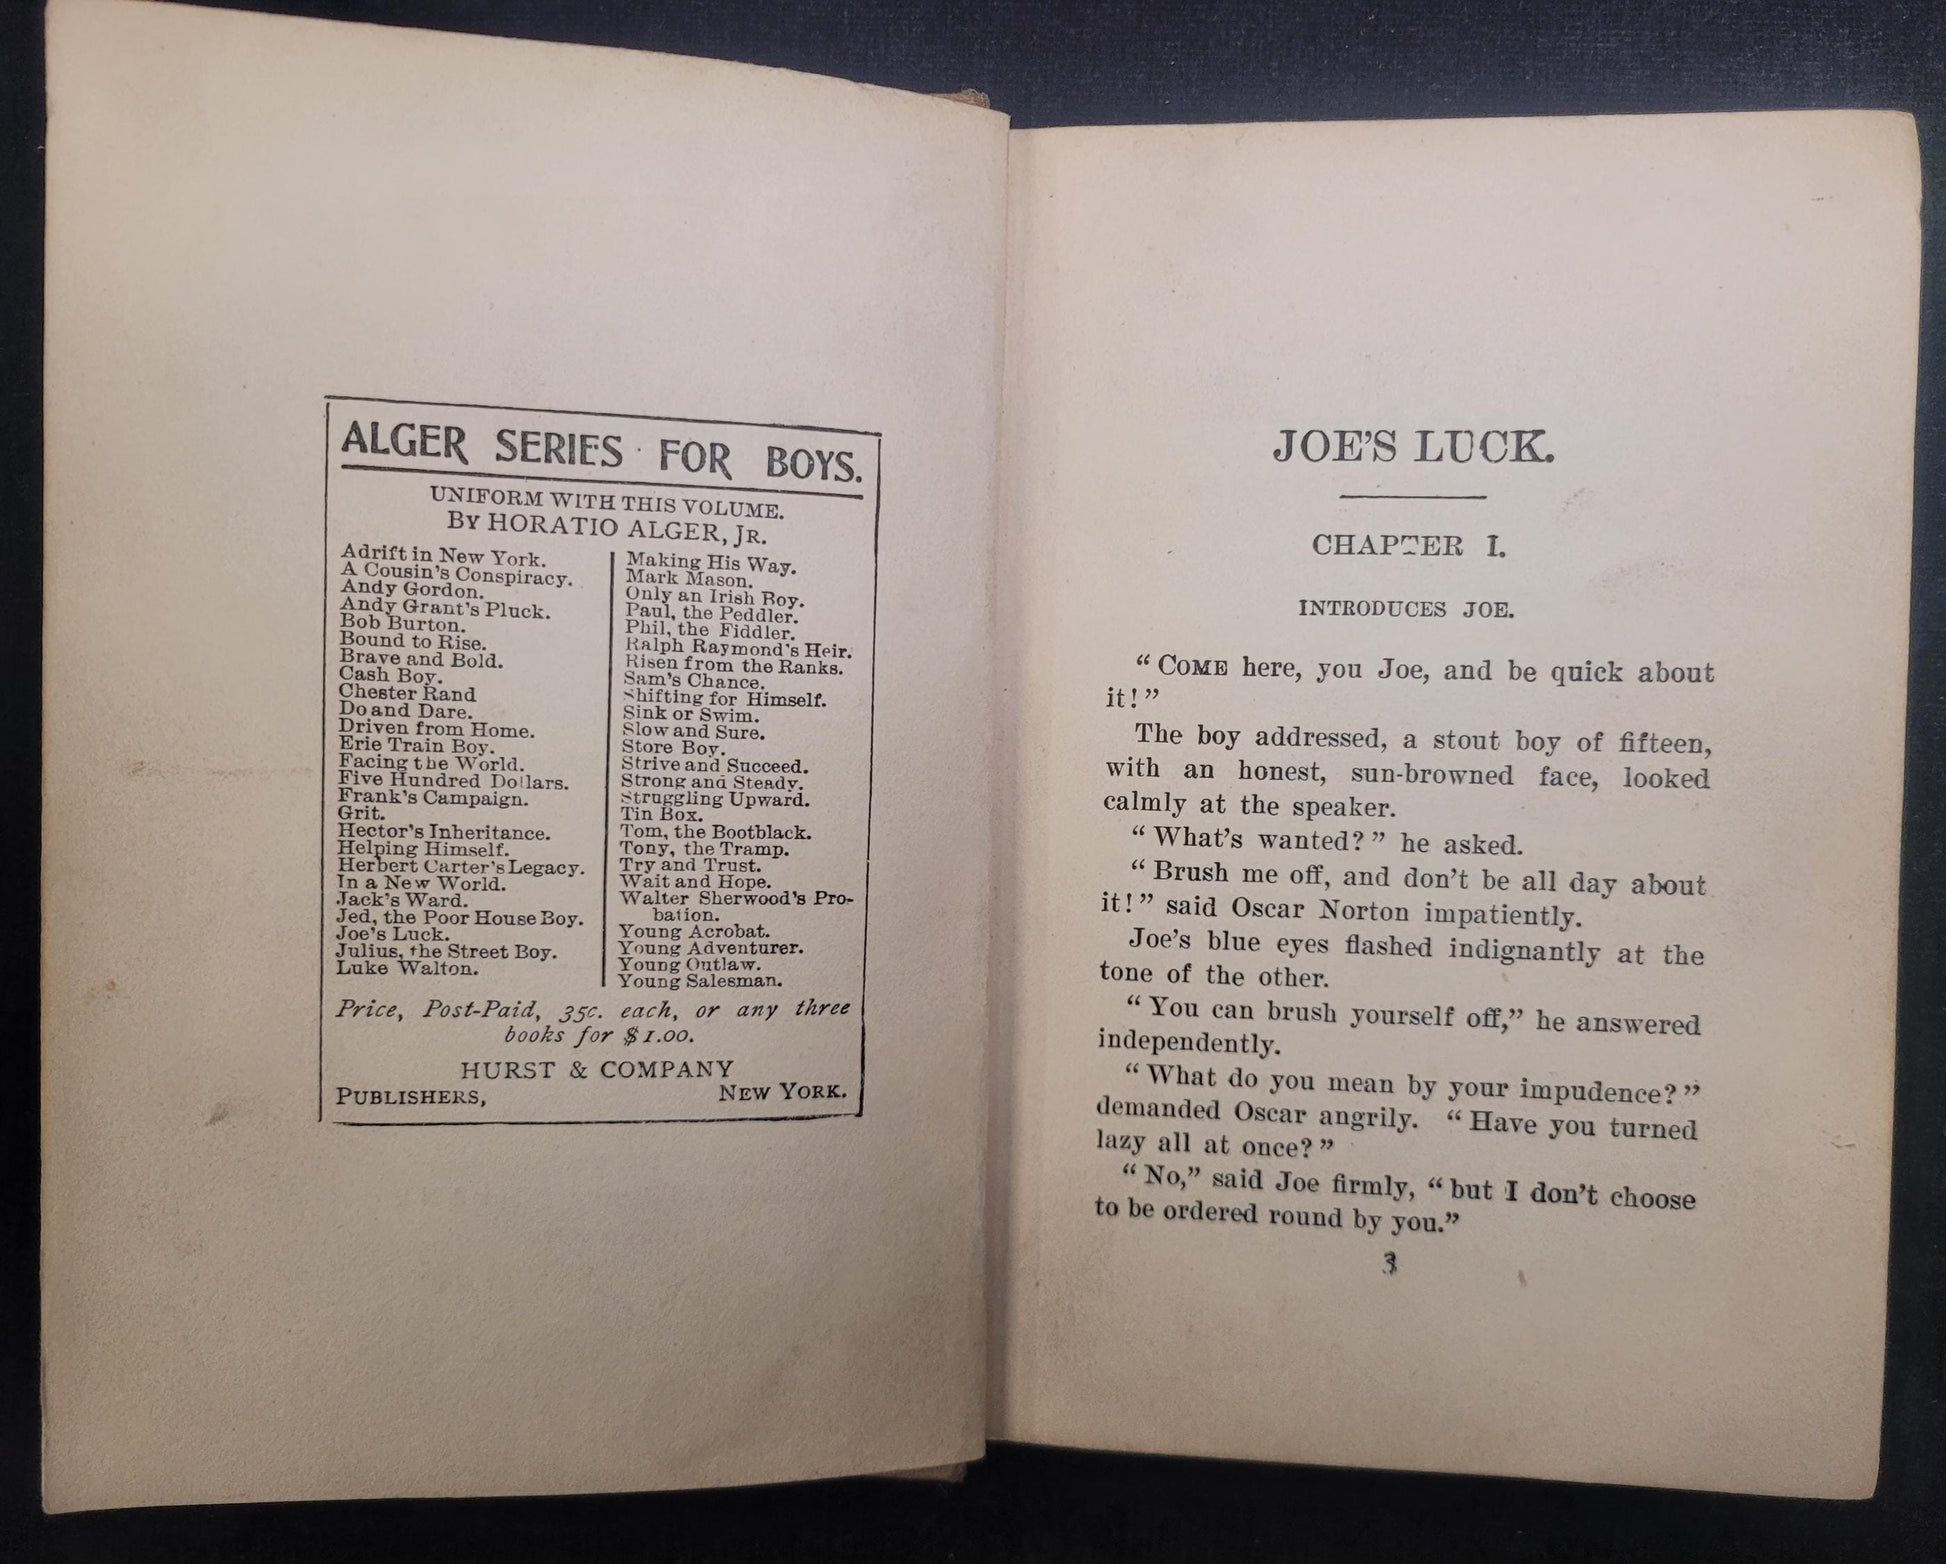 ALGER SERIES FOR BOYS.
UNIFORM WITH THIS VOLUME.
By HORATIO ALGER, JR.
Adrift in New York.
A Cousin's Conspiracy.
Andy Gordon.
Andy Grant's Pluck.
Bob Burton.
Bound to Rise.
Brave and Bold.
Cash Boy.
Chester Rand
Do and Dare.
Driven from Home.
Erie Train Boy.
Facing the World.
Five Hundred Dollars.
Frank's Campaign.
Grit.
Hector's Inheritance.
Helping Himself.
Herbert Carter's Legacy.
In a New World.
Jack's Ward.
Jed, the Poor House Boy.
Joe's Luck.
Julius, the Street Boy.
Luke Walton.
Making His Way.
Mark Mason.
Only an Irish Boy.
Paul, the Peddler.
Phil, the Fiddler.
Ralph Raymond's Heir.
Risen from the Ranks.
Sam's Chance.
Shifting for Himself.
Sink or Swim.
Slow and Sure.
Store Boy.
Strive and Succeed.
Strong and Steady.
Struggling Upward.
Tin Box.
Tom, the Bootblack.
Tony, the Tramp.
Try and Trust.
Wait and Hope.
Walter Sherwood's Pro-
bation.
Young Acrobat.
Young Adventurer.
Young Outlaw.
Young Salesman.
Price, Post-Paid, 35c. each, or any three
books for $1.00.
HURST & COMPANY
PUBLISHERS, NEW YORK.
JOE'S LUCK.
CHAPTER I.
INTRODUCES JOE.
“COME here, you Joe, and be quick about
it!”
The boy addressed, a stout boy of fifteen,
with an honest, sun-browned face, looked
calmly at the speaker.
“What's wanted?” he asked.
“Brush me off, and don't be all day about
it!” said Oscar Norton impatiently.
Joe's blue eyes flashed indignantly at the
tone of the other.
“You can brush yourself off,” he answered
independently.
“What do you mean by your impudence?”
demanded Oscar angrily. “Have you turned
lazy all at once?”
“No,” said Joe firmly, “but I don't choose
to be ordered round by you.”
3